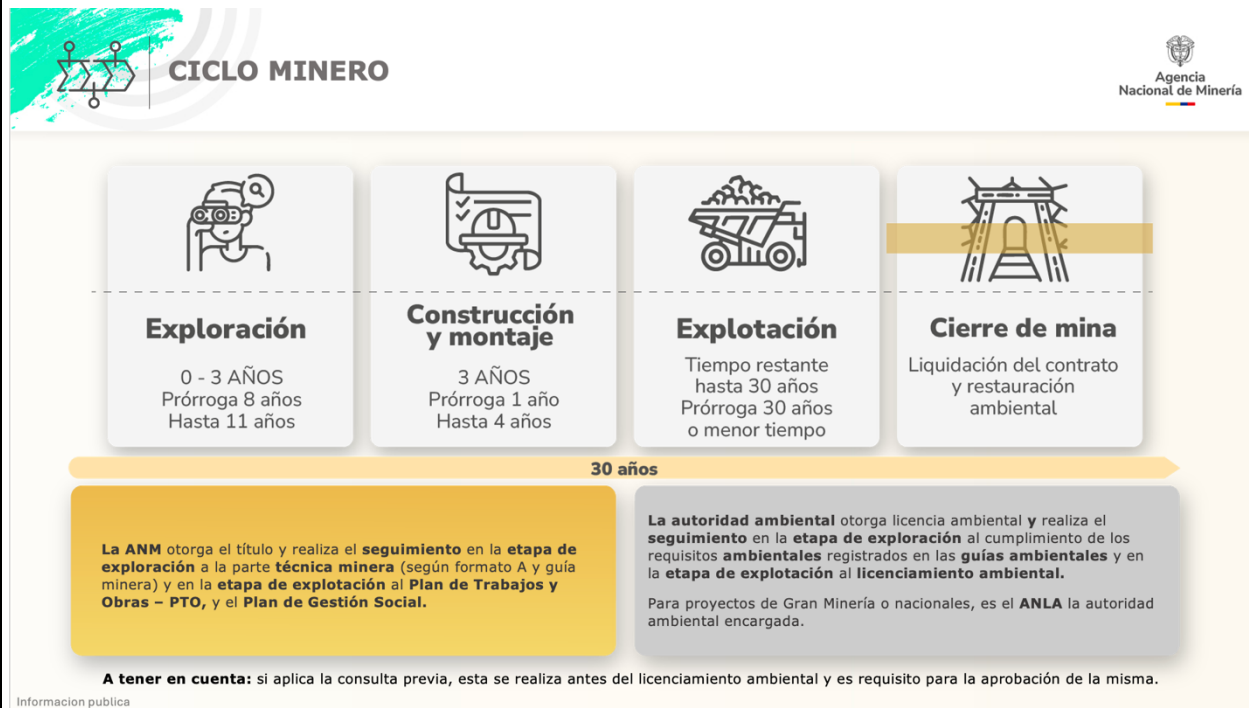 CICLO MINERO
Agencia
Nacional de Minería
Exploración
0 - 3 AÑOS
Prórroga 8 años
Hasta 11 años
Construcción
y montaje
3 AÑOS
Prórroga 1 año
Hasta 4 años
Explotación
Tiempo restante
hasta 30 años
Prórroga 30 años
o menor tiempo
Cierre de mina
Liquidación del contrato
y restauración
ambiental
30 años
La ANM otorga el título y realiza el seguimiento en la etapa de
exploración a la parte técnica minera (según formato A y guía
minera) y en la etapa de explotación al Plan de Trabajos y
Obras – PTO, y el Plan de Gestión Social.
La autoridad ambiental otorga licencia ambiental y realiza el
seguimiento en la etapa de exploración al cumplimiento de los
requisitos ambientales registrados en las guías ambientales y en
la etapa de explotación al licenciamiento ambiental.
Para proyectos de Gran Minería o nacionales, es el ANLA la autoridad
ambiental encargada.
A tener en cuenta: si aplica la consulta previa, esta se realiza antes del licenciamiento ambiental y es requisito para la aprobación de la misma.
Informacion publica